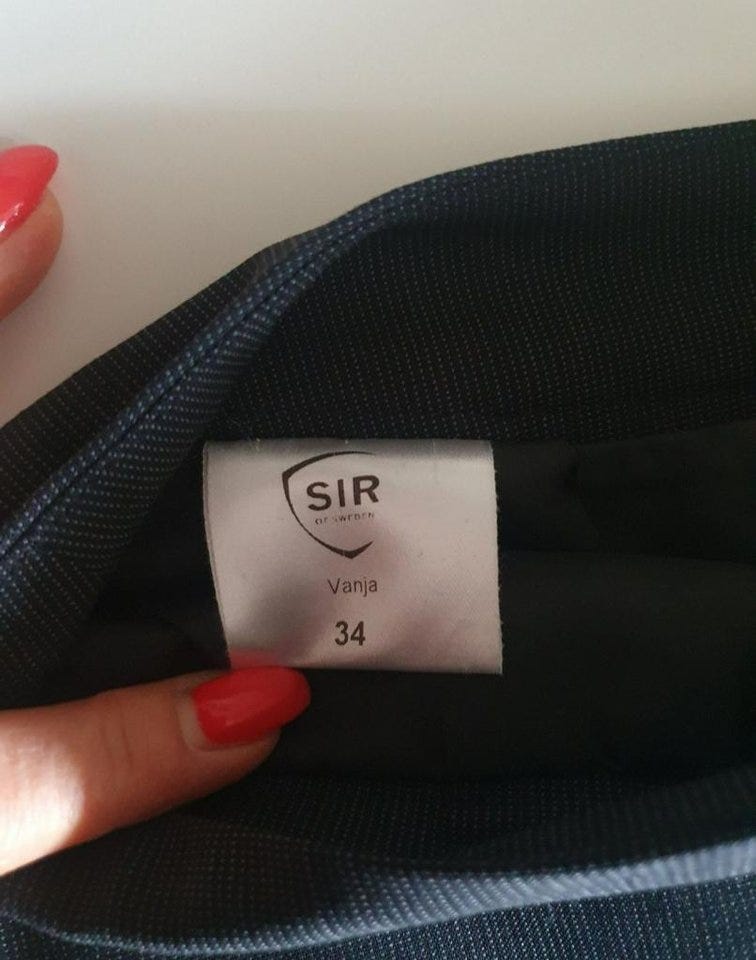 SIR
OF SWEDEN
Vanja
34